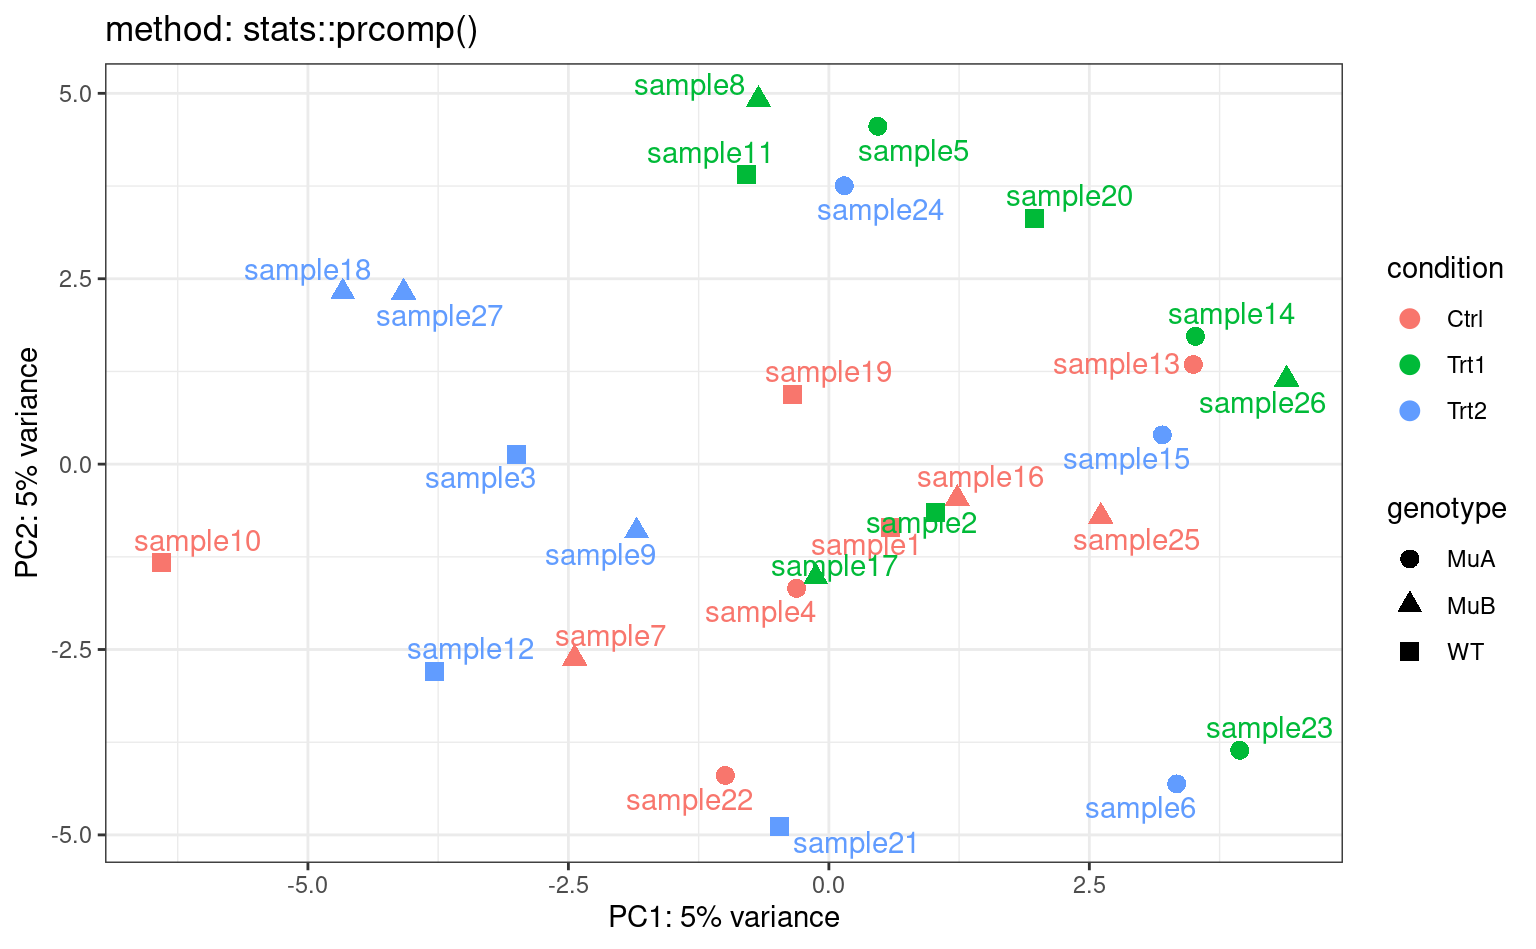 method: stats::prcomp()
sample8
sample5
sample11
sample24
sample20
sample18
sample27
sample14
sample13
sample26
sample19
sample15
sample3
sample16
sample2
sample25
sample10
sample1
sample9
sample17
sample4
sample7
sample12
sample23
sample22
sample6
sample21
5.0
2.5
0.0
-2.5
-5.0
PC2: 5% variance
-5.0
-2.5
0.0
2.5
PC1: 5% variance
condition
Ctrl
Trt1
Trt2
genotype
MuA
MuB
WT